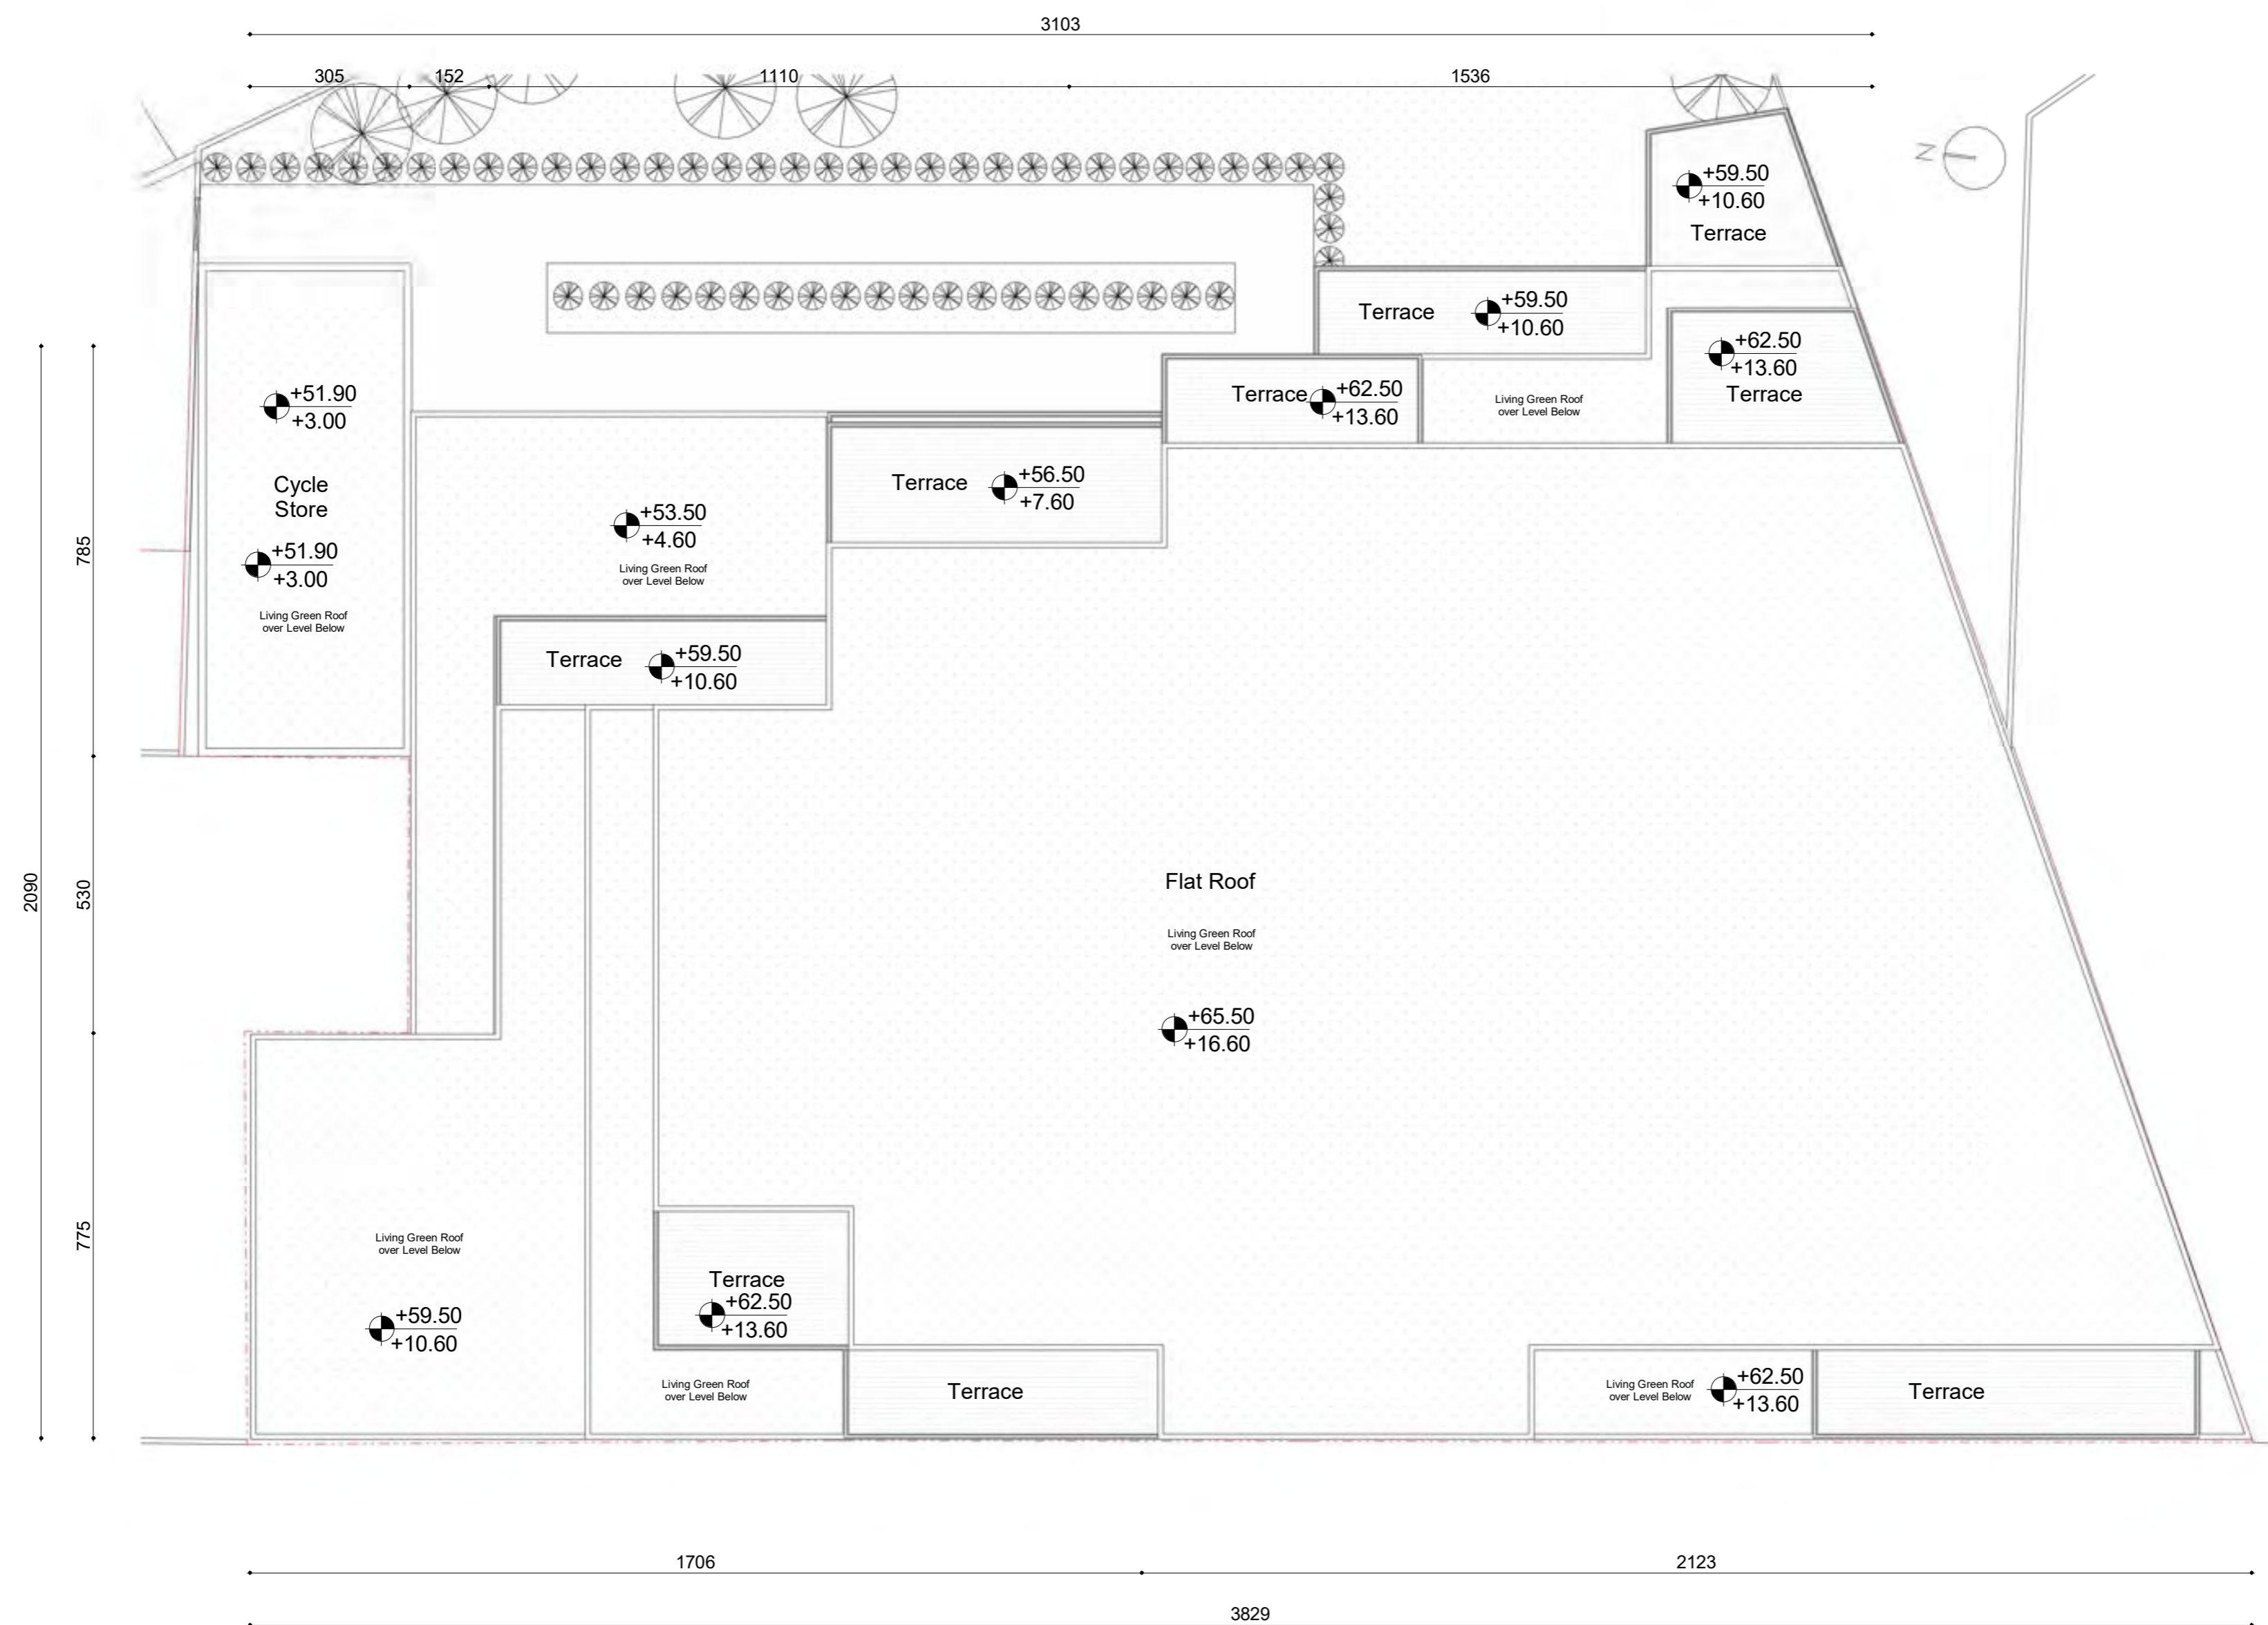 3103
305
152
1110
1536
N
+59.50
+10.60
Terrace
Terrace
+59.50
+10.60
+62.50
+13.60
Terrace
Terrace
+62.50
+13.60
Living Green Roof
over Level Below
+51.90
+3.00
Cycle
Store
+51.90
+3.00
Living Green Roof
over Level Below
Terrace
+56.50
+7.60
+53.50
+4.60
Living Green Roof
over Level Below
Terrace
+59.50
+10.60
785
530
2090
775
Flat Roof
Living Green Roof
over Level Below
+65.50
+16.60
Living Green Roof
over Level Below
+59.50
+10.60
Terrace
+62.50
+13.60
Living Green Roof
over Level Below
Terrace
Living Green Roof
over Level Below
+62.50
+13.60
Terrace
1706
2123
3829